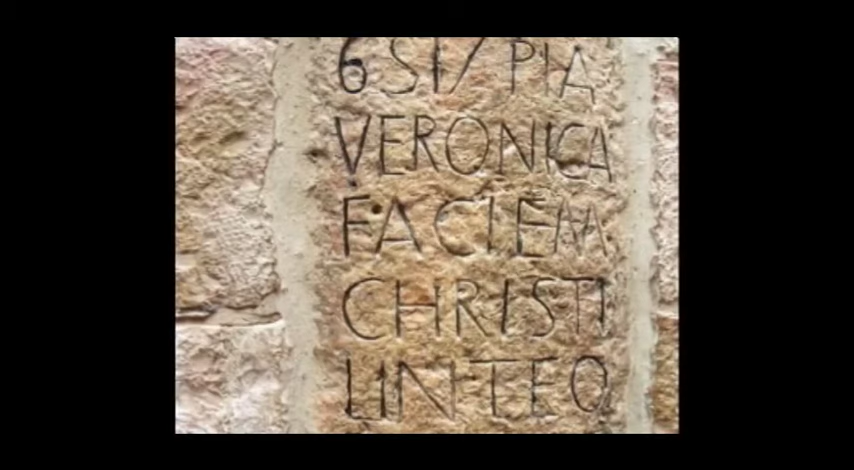 6 ST/ PIA
VERONICA
FACIEM
CHRISTI
LINTEO